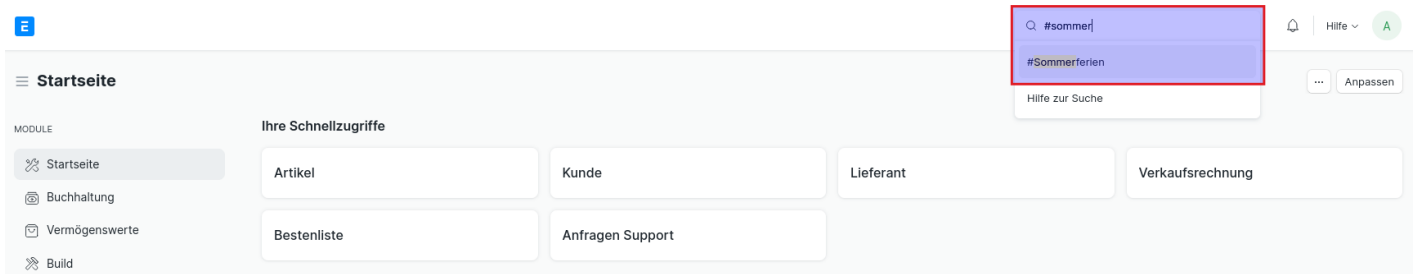 E
#sommer
Hilfe
A
#Sommerferien
Startseite
...
Anpassen
Hilfe zur Suche
MODULE
Ihre Schnellzugriffe
Startseite
Artikel
Kunde
Lieferant
Verkaufsrechnung
Buchhaltung
Vermögenswerte
Bestenliste
Anfragen Support
Build